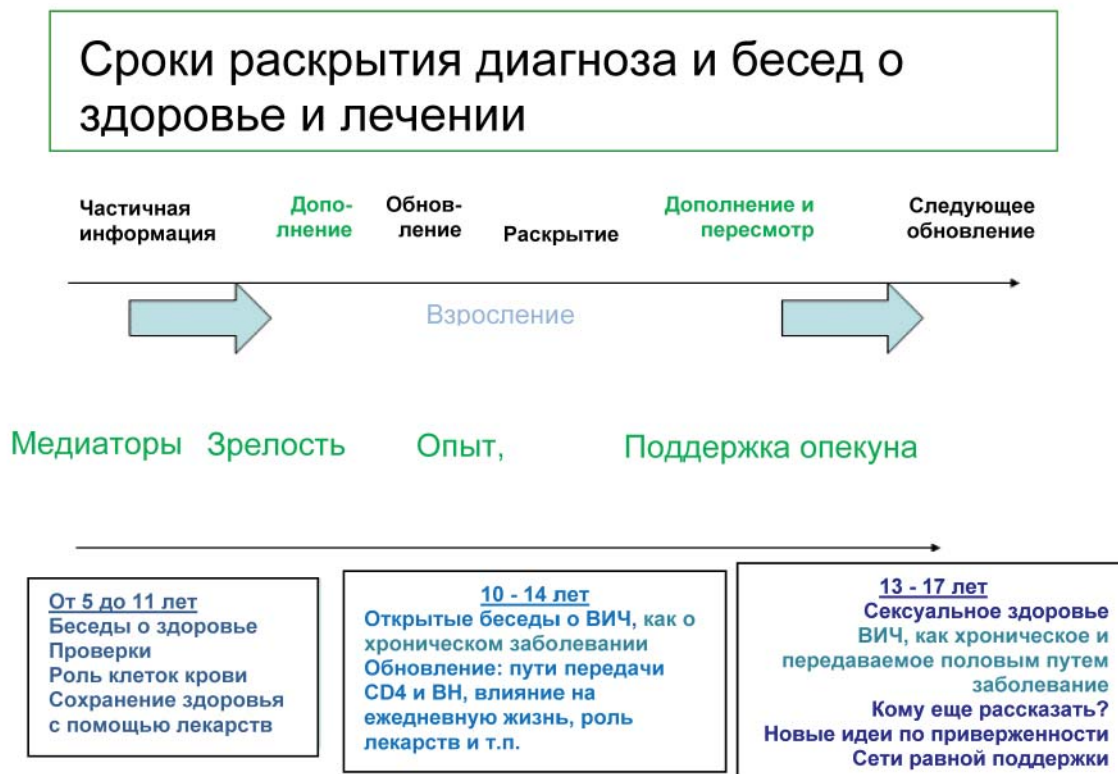 Сроки раскрытия диагноза и бесед о
здоровье и лечении
Частичная
информация
Допо-
лнение
Обнов-
ление
Раскрытие
Дополнение и
пересмотр
Следующее
обновление
Взросление
Медиаторы Зрелость Опыт, Поддержка опекуна
От 5 до 11 лет
Беседы о здоровье
Проверки
Роль клеток крови
Сохранение здоровья
с помощью лекарств
10 - 14 лет
Открытые беседы о ВИЧ, как о
хроническом заболевании
Обновление: пути передачи
CD4 и ВН, влияние на
ежедневную жизнь, роль
лекарств и т.п.
13 - 17 лет
Сексуальное здоровье
ВИЧ, как хроническое и
передаваемое половым путем
заболевание
Кому еще рассказать?
Новые идеи по приверженности
Сети равной поддержки